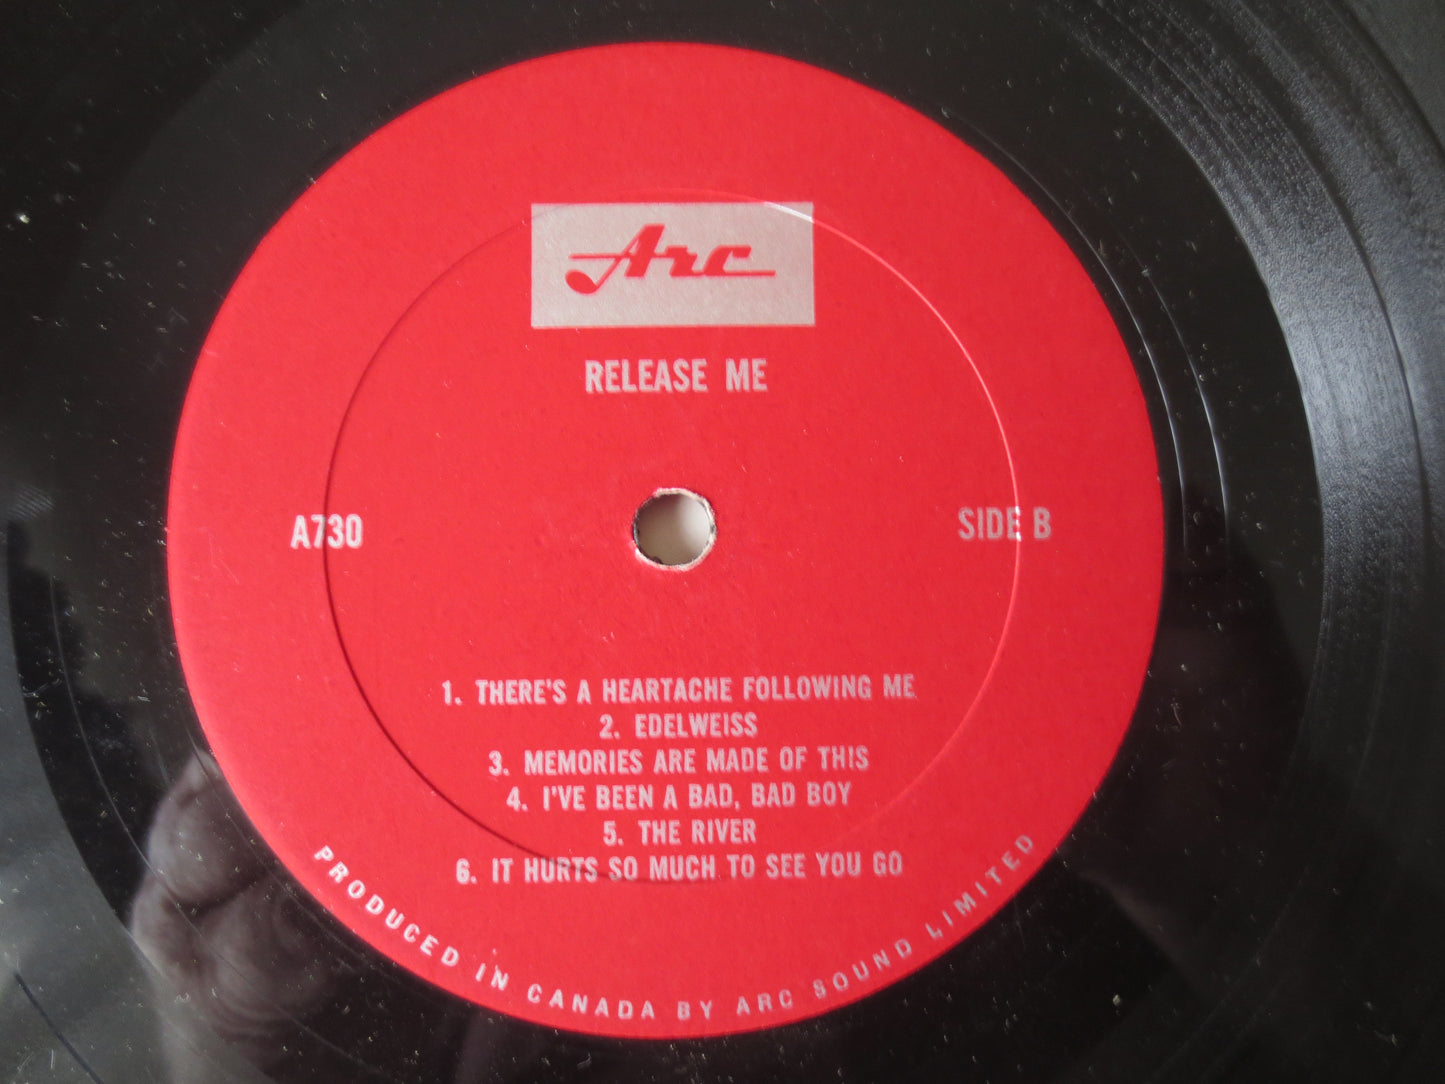 Arc
RELEASE ME
A730
SIDE B
1. THERE'S A HEARTACHE FOLLOWING ME
2. EDELWEISS
3. MEMORIES ARE MADE OF THIS
4. I'VE BEEN A BAD, BAD BOY
5. THE RIVER
6. IT HURTS SO MUCH TO SEE YOU GO
PRODUCED IN CANADA BY ARC SOUND LIMITED